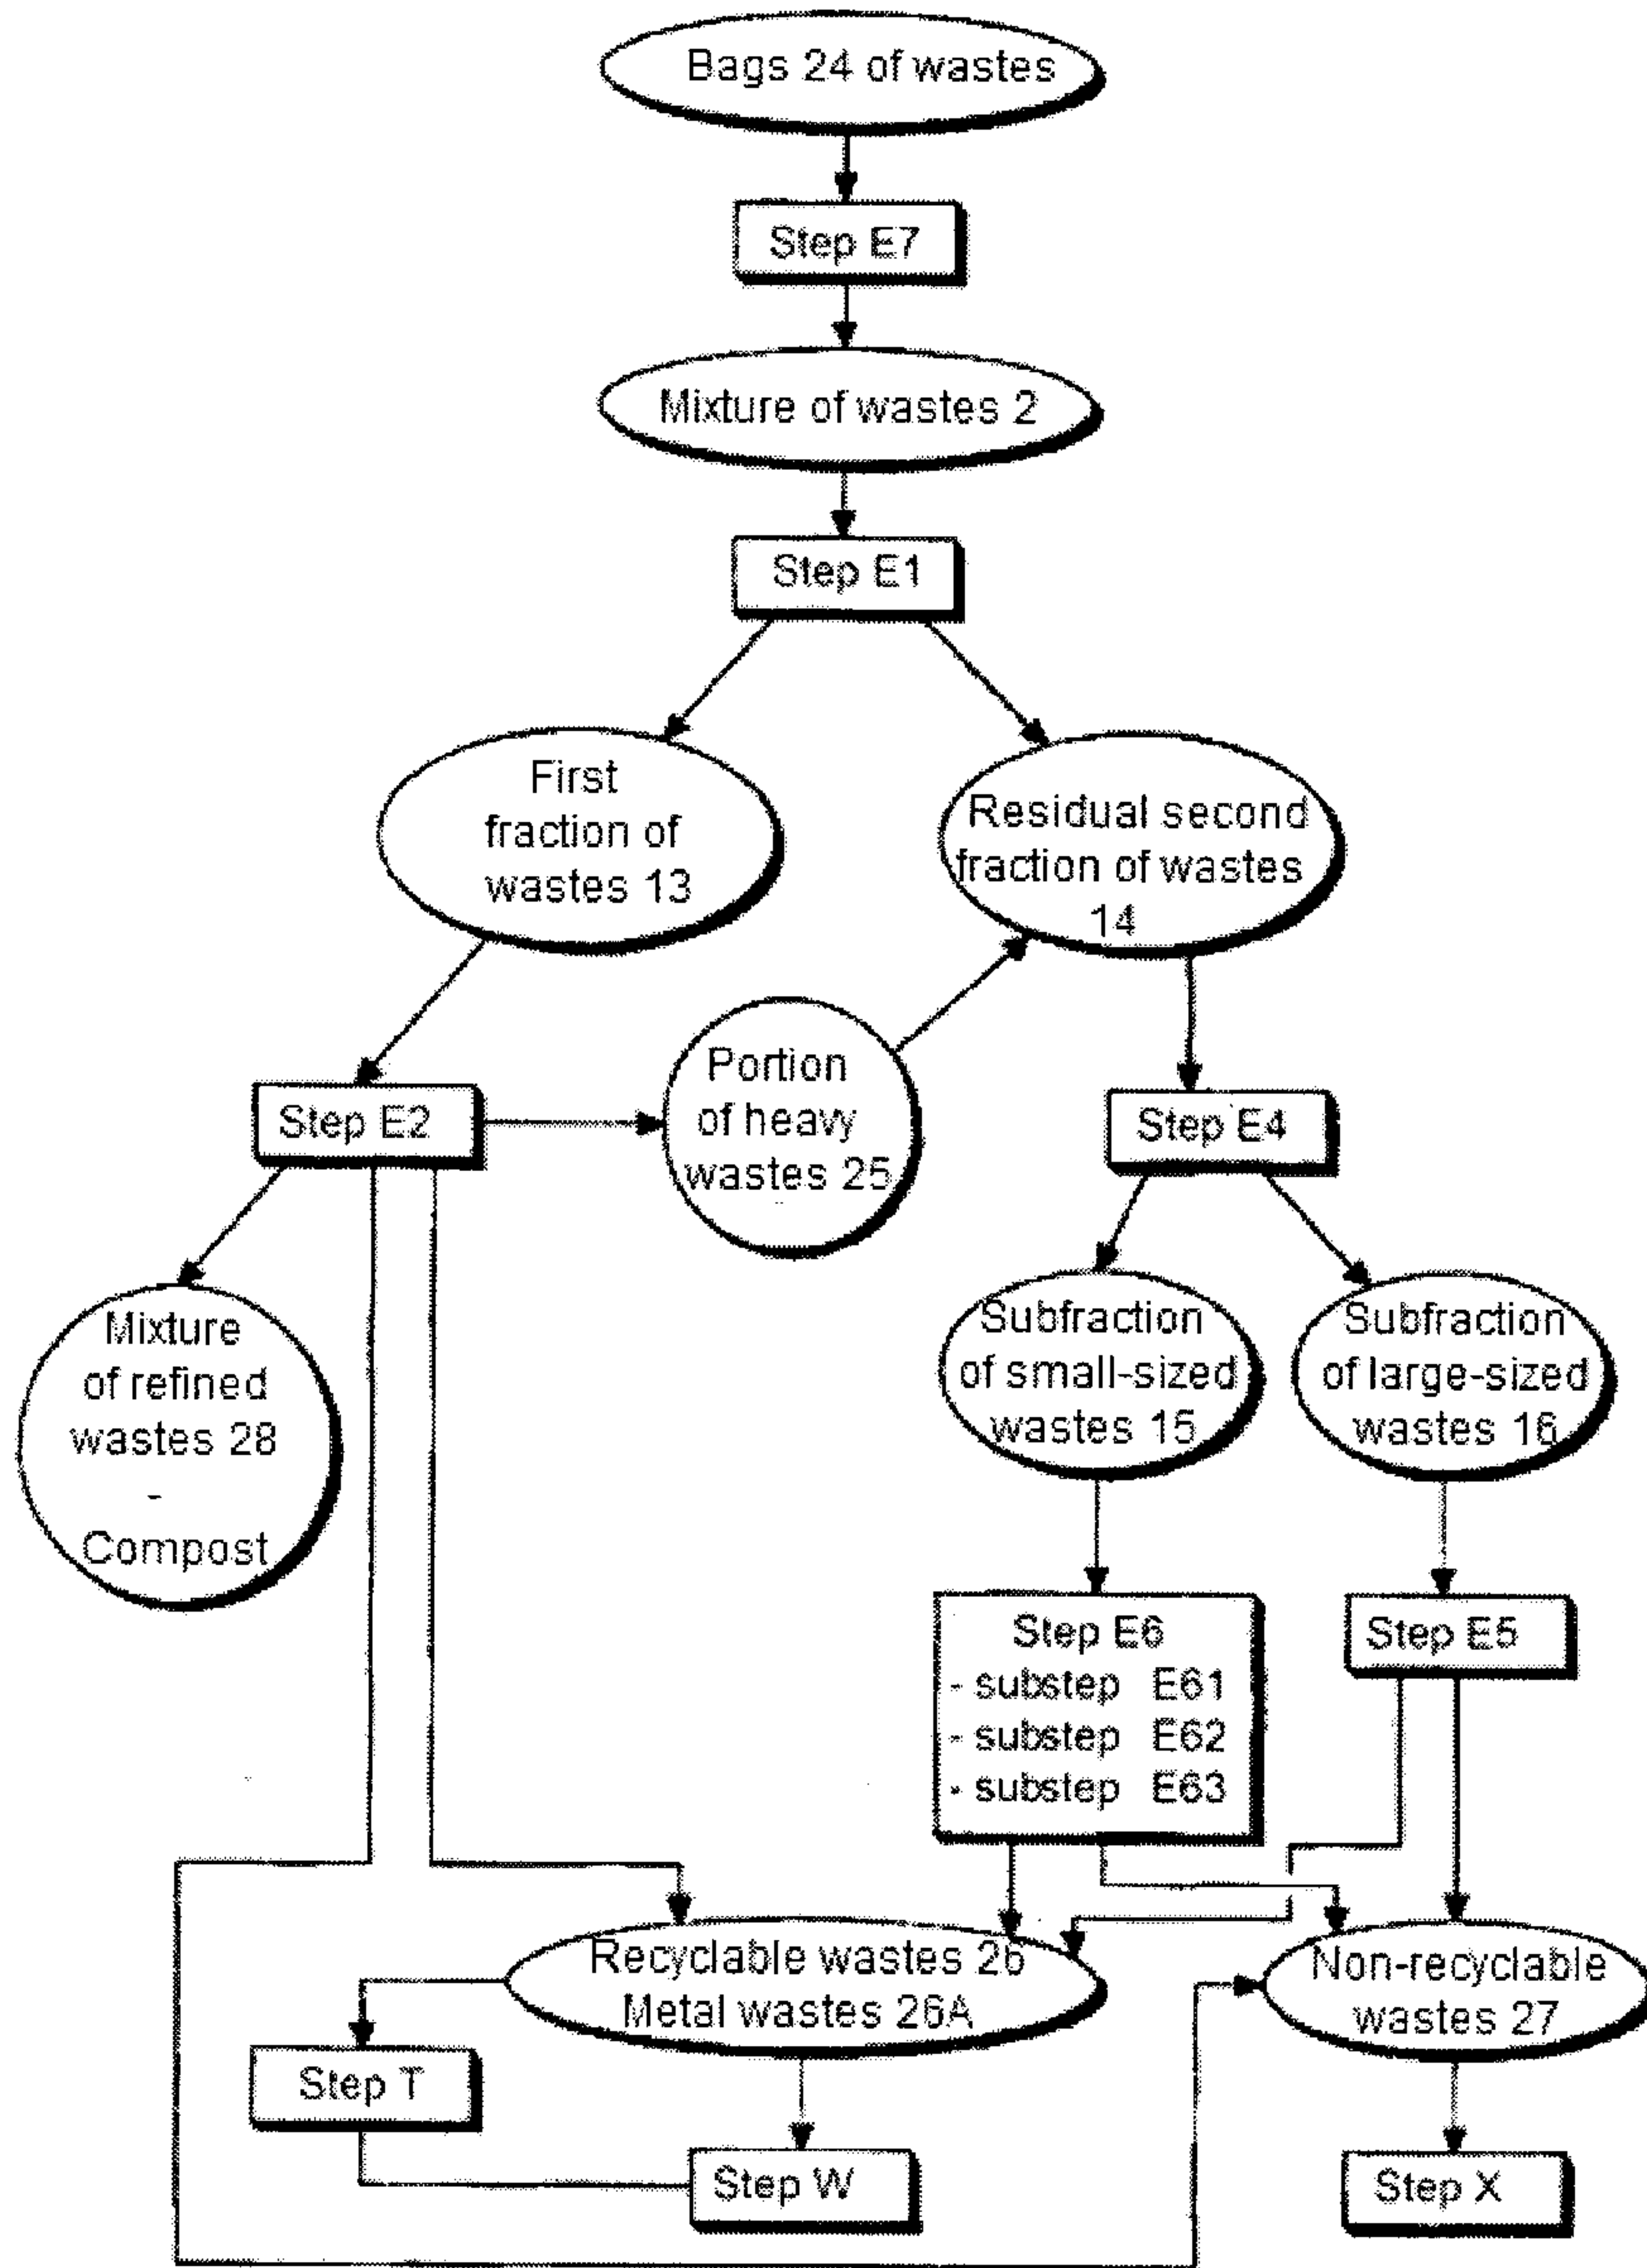 Bags 24 of wastes
Step E7
Mixture of wastes 2
Step E1
First
fraction of
wastes 13
Residual second
fraction of wastes
14
Portion
of heavy
wastes 25
Step E2
Step E4
Mixture
of refined
wastes 28
-
Compost
Subfraction
of small-sized
wastes 15
Subfraction
of large-sized
wastes 16
Step E6
- substep E61
- substep E62
- substep E63
Step E5
Recyclable wastes 26
Metal wastes 26A
Non-recyclable
wastes 27
Step T
Step W
Step X